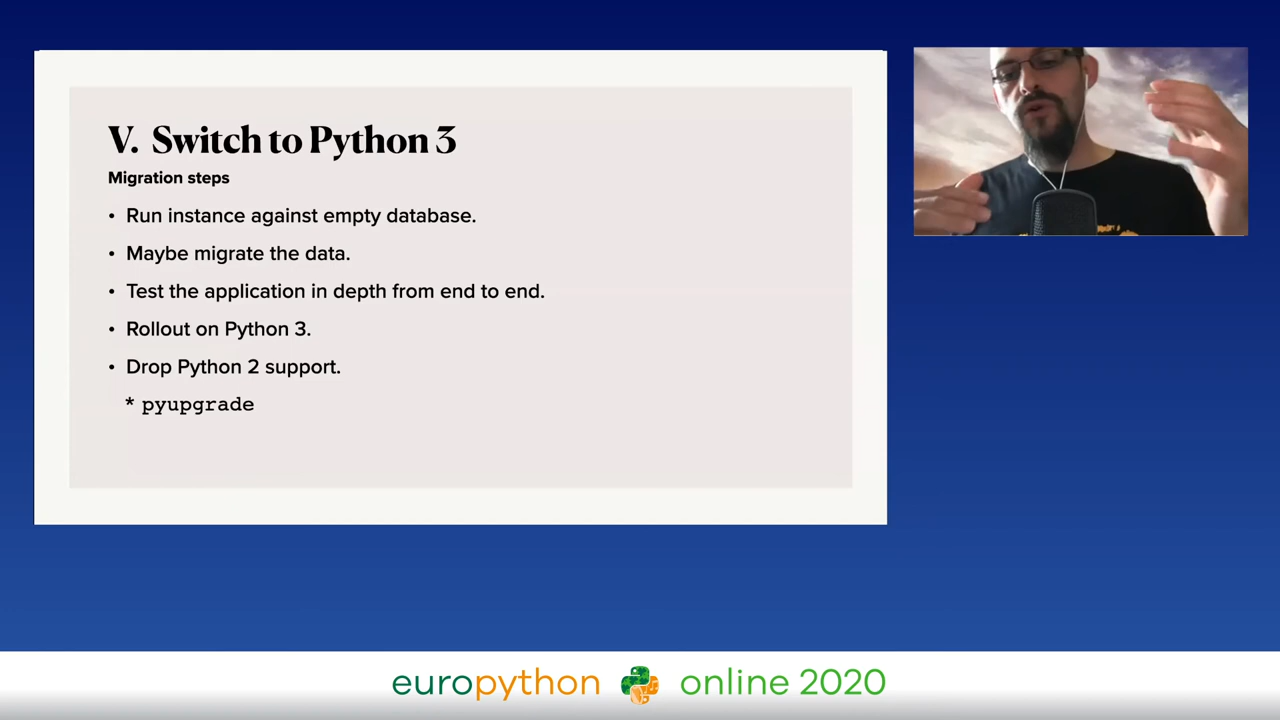 V. Switch to Python 3
Migration steps
• Run instance against empty database.
• Maybe migrate the data.
• Test the application in depth from end to end.
• Rollout on Python 3.
• Drop Python 2 support.
* pyupgrade
europython online 2020